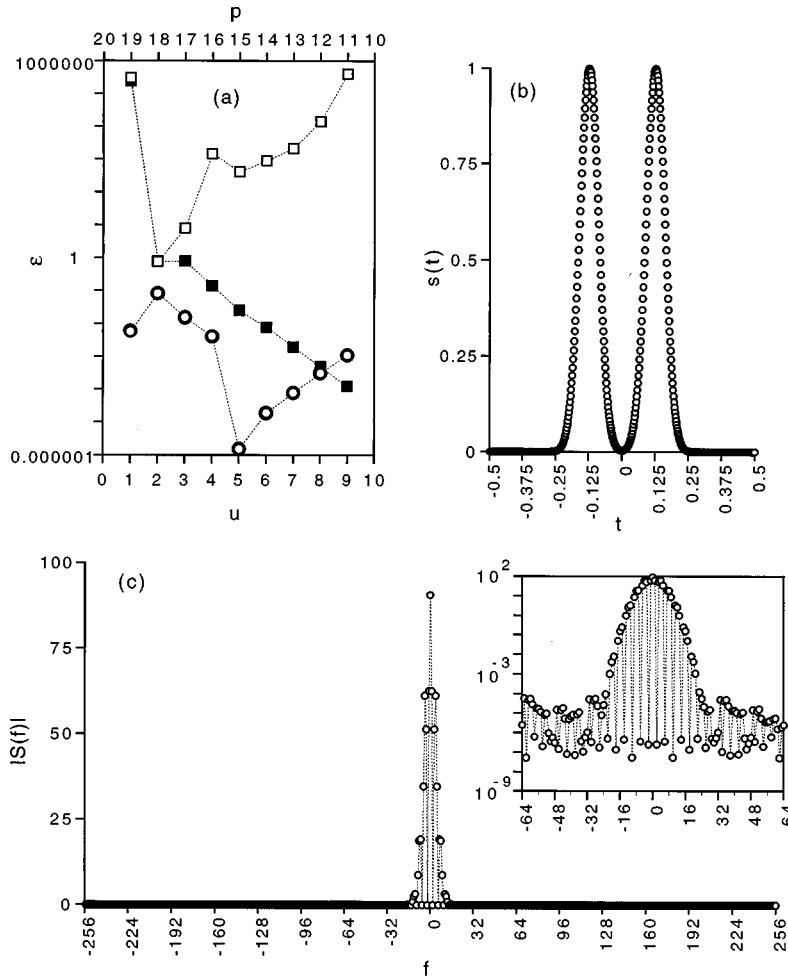 p
20 19 18 17 16 15 14 13 12 11 10
1000000
(a)
ε
1
0.000001
0 1 2 3 4 5 6 7 8 9 10
u
1
(b)
0.75
s(t)
0.5
0.25
0
-0.5 -0.375 -0.25 -0.125 0 0.125 0.25 0.375 0.5
t
100
(c)
75
|S(f)|
50
25
0
-256 -224 -192 -160 -128 -96 -64 -32 0 32 64 96 128 160 192 224 256
f
10^2
10^-3
10^-9
-64 -48 -32 -16 0 16 32 48 64